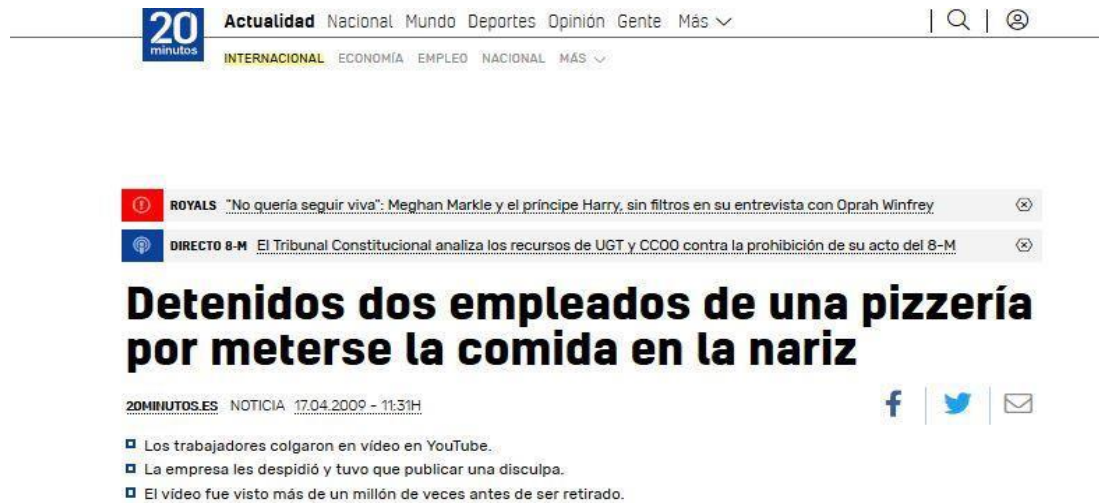 20 minutos
Actualidad Nacional Mundo Deportes Opinión Gente Más
INTERNACIONAL ECONOMÍA EMPLEO NACIONAL MÁS
ROYALS "No quería seguir viva": Meghan Markle y el príncipe Harry, sin filtros en su entrevista con Oprah Winfrey
DIRECTO 8-M El Tribunal Constitucional analiza los recursos de UGT y CCOO contra la prohibición de su acto del 8-M
Detenidos dos empleados de una pizzería
por meterse la comida en la nariz
20MINUTOS.ES NOTICIA 17.04.2009 - 11:31H
Los trabajadores colgaron en vídeo en YouTube.
La empresa les despidió y tuvo que publicar una disculpa.
El vídeo fue visto más de un millón de veces antes de ser retirado.